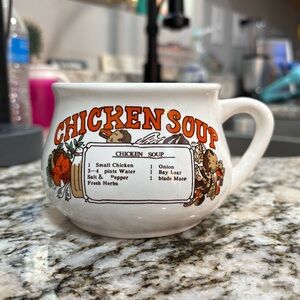 CHICKEN SOUP
CHICKEN SOUP
1 Small Chicken
3-4 pints Water
Salt & Pepper
Fresh Herbs
1 Onion
1 Bay Leaf
1 blade Mace